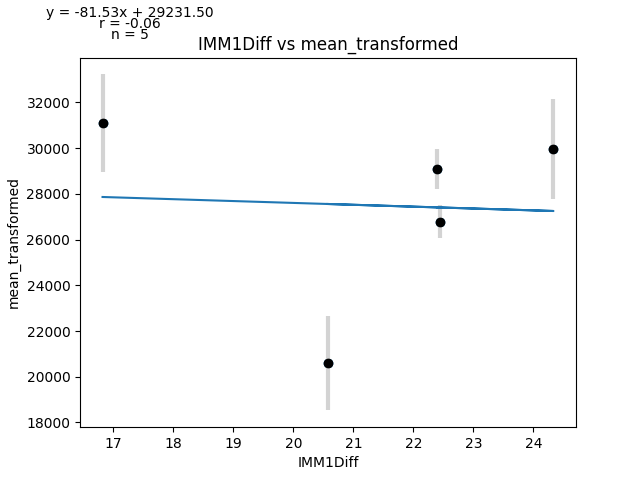 y = -81.53x + 29231.50
r = -0.06
n = 5
IMM1Diff vs mean_transformed
32000
30000
28000
26000
24000
22000
20000
18000
mean_transformed
17 18 19 20 21 22 23 24
IMM1Diff